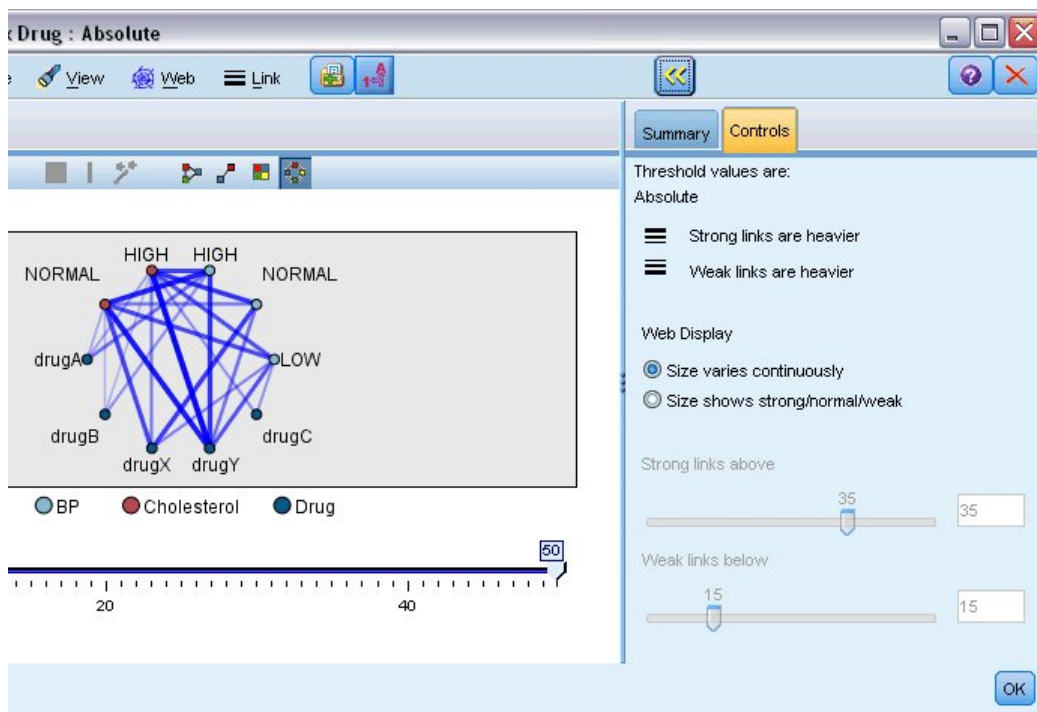 Drug : Absolute
View Web Link
Summary Controls
Threshold values are:
Absolute
Strong links are heavier
Weak links are heavier
Web Display
Size varies continuously
Size shows strong/normal/weak
Strong links above
35
35
Weak links below
15
15
OK
HIGH HIGH
NORMAL NORMAL
drugA LOW
drugB drugC
drugX drugY
BP Cholesterol Drug
50
20 40